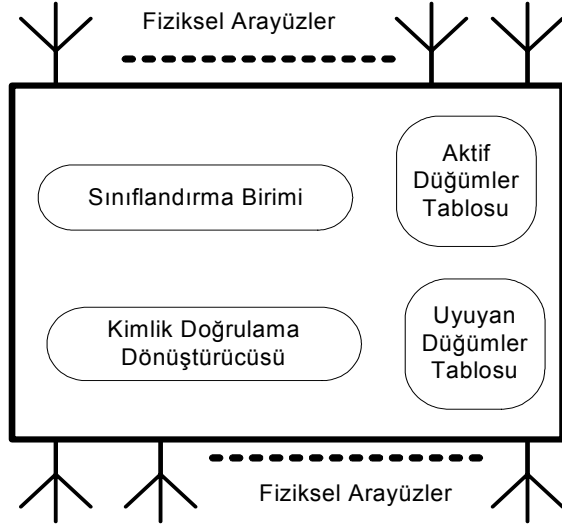 Fiziksel Arayüzler
Sınıflandırma Birimi
Aktif
Düğümler
Tablosu
Kimlik Doğrulama
Dönüştürücüsü
Uyuyan
Düğümler
Tablosu
Fiziksel Arayüzler